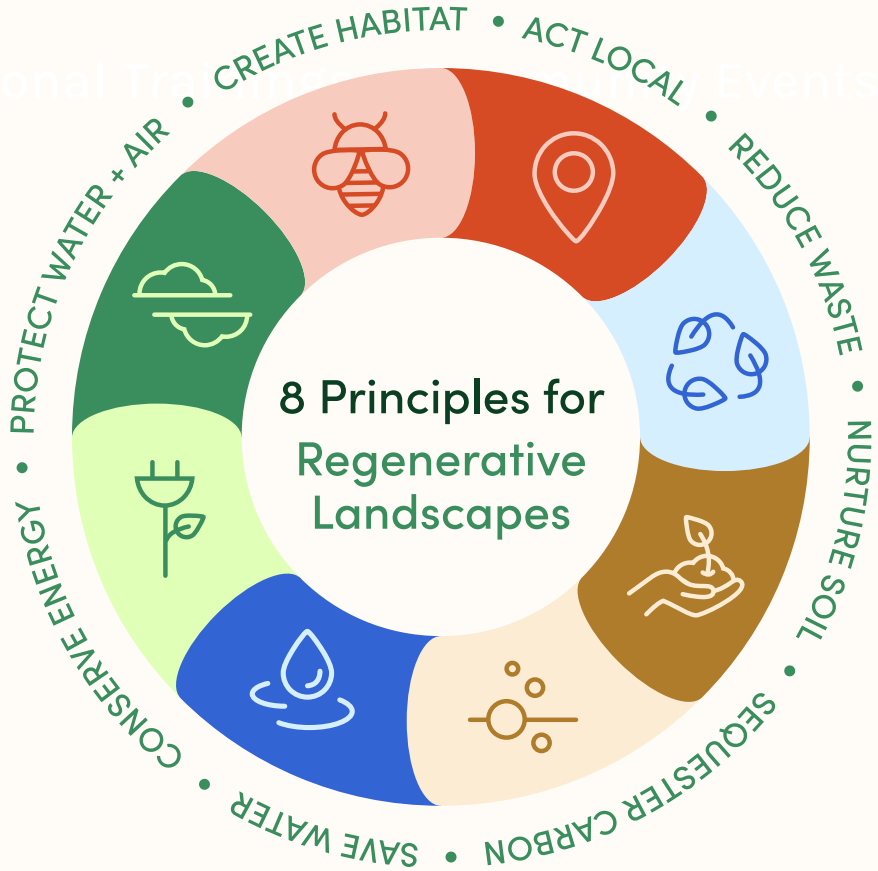 CREATE HABITAT
ACT LOCAL
REDUCE WASTE
NURTURE SOIL
SEQUESTER CARBON
SAVE WATER
CONSERVE ENERGY
PROTECT WATER + AIR
8 Principles for
Regenerative
Landscapes
Events